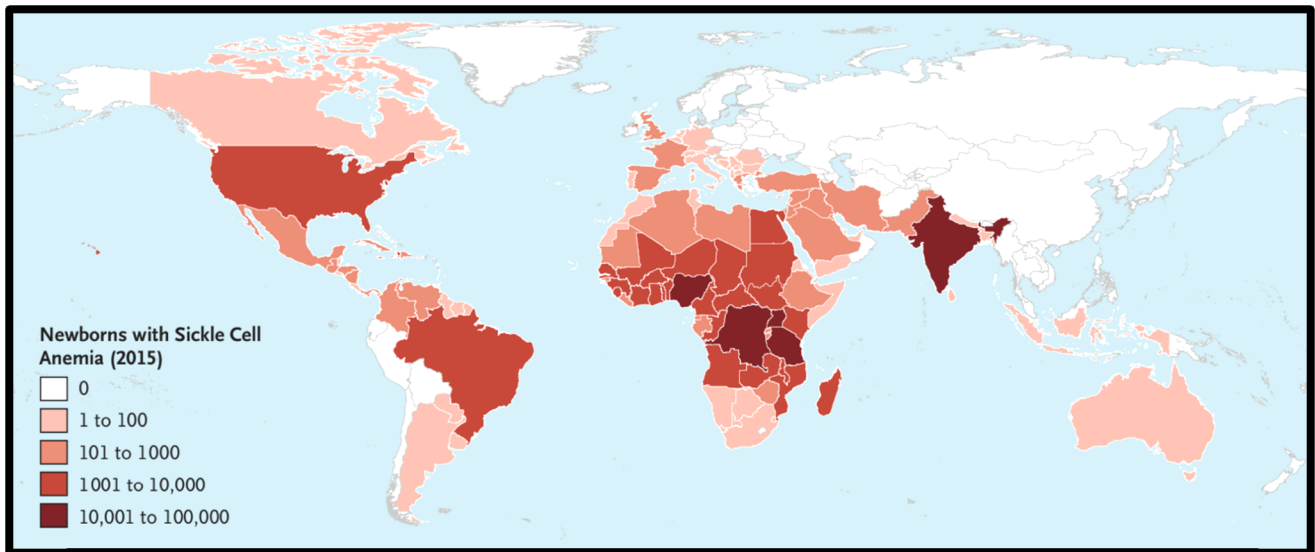 Newborns with Sickle Cell
Anemia (2015)
0
1 to 100
101 to 1000
1001 to 10,000
10,001 to 100,000